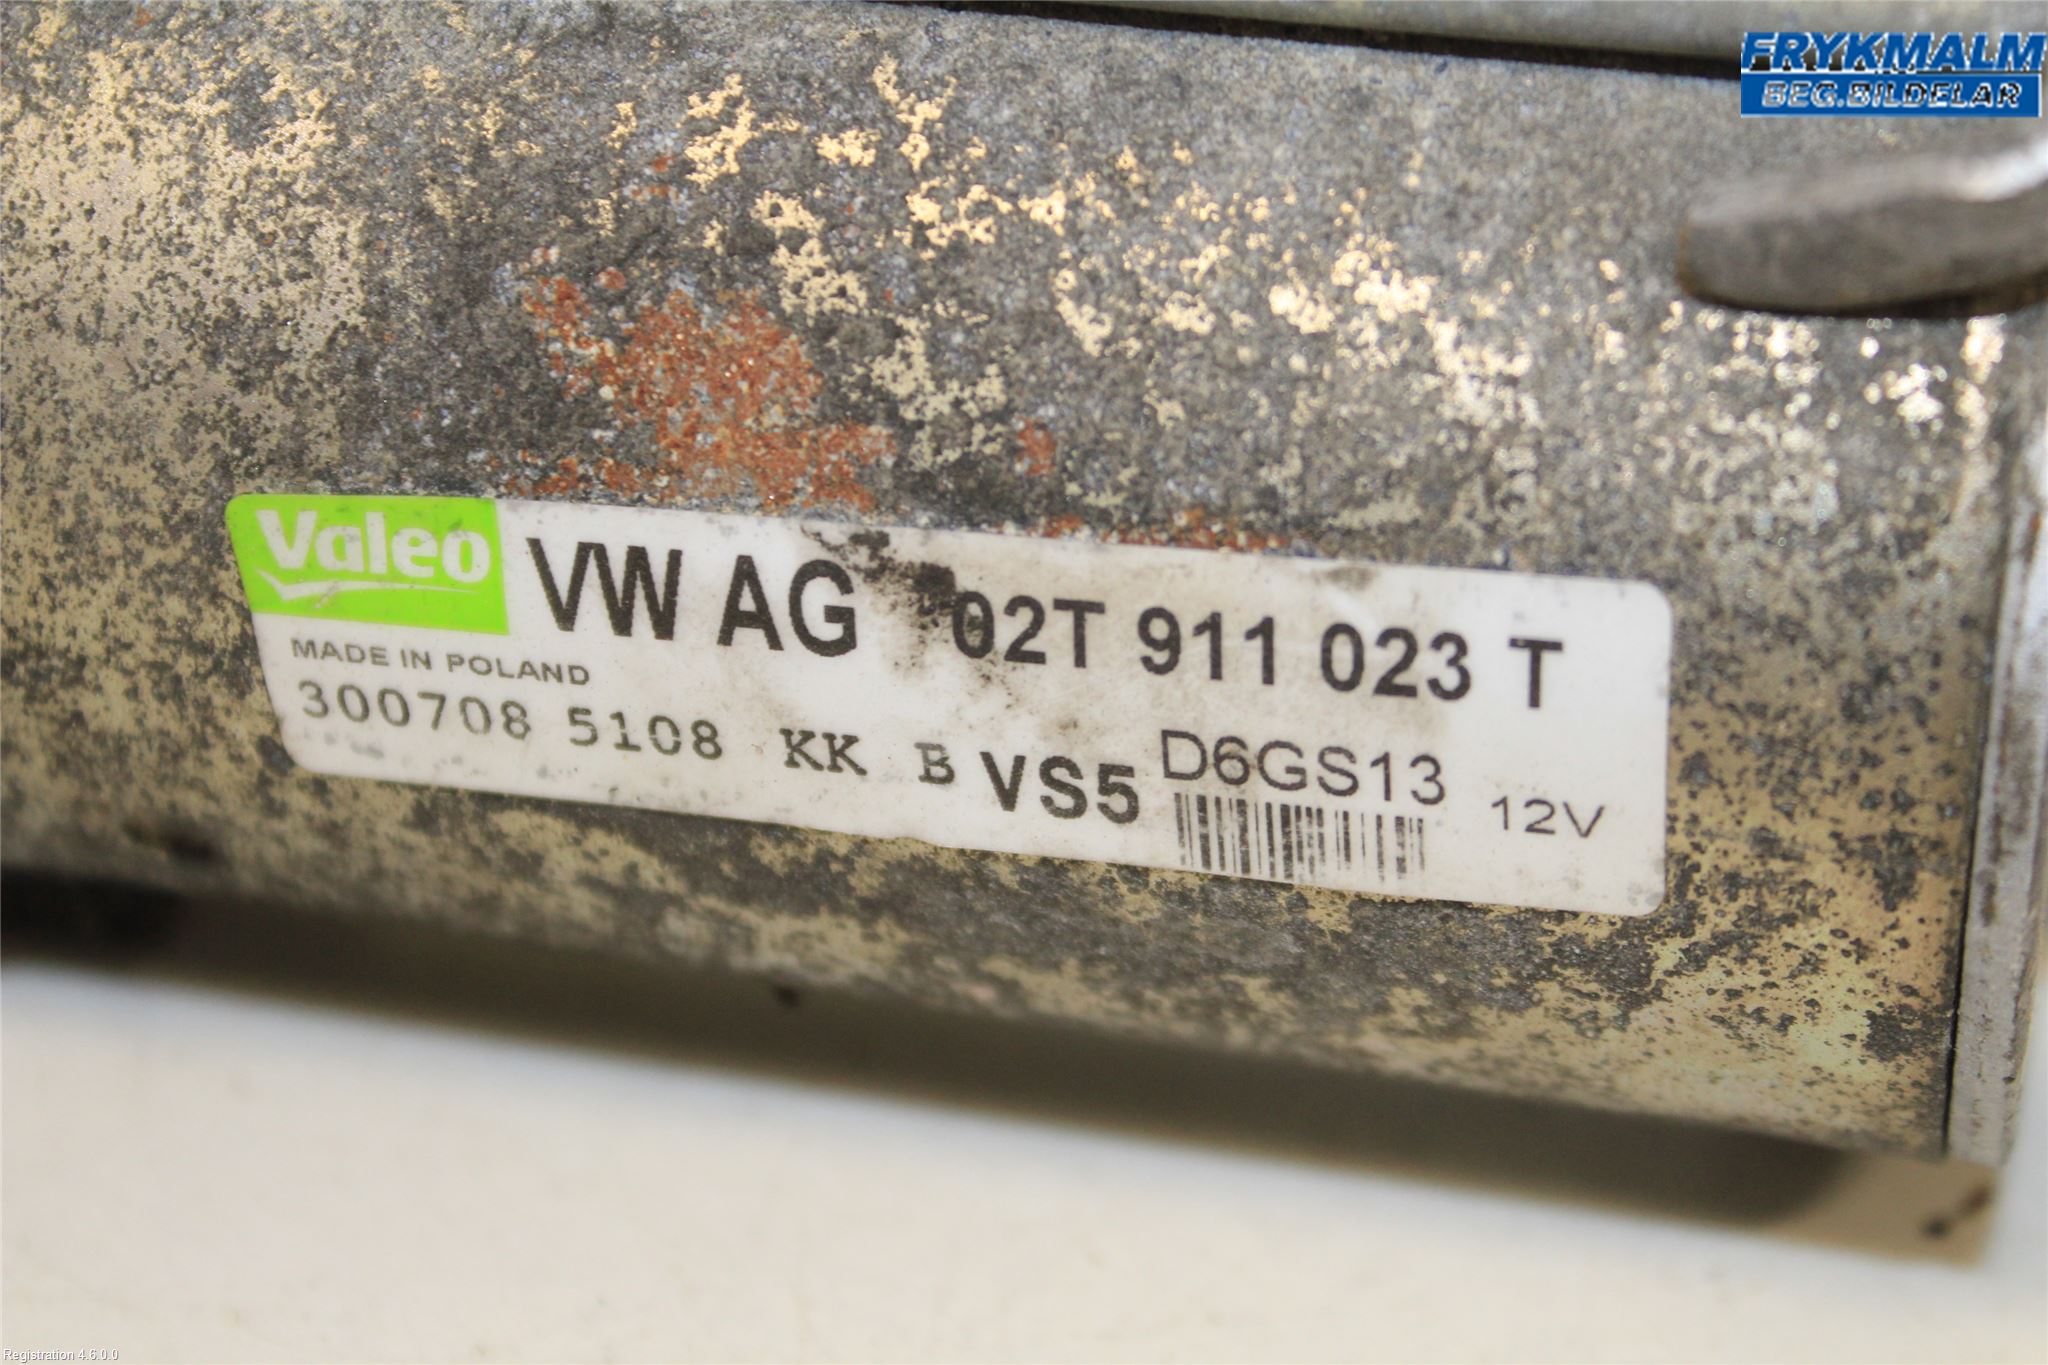 FRYKMALM
BEG.BILDELAR
Valeo
VW AG 02T 911 023 T
MADE IN POLAND
300708 5108 KK B VS5 D6GS13 12V
Registration 4.6.0.0